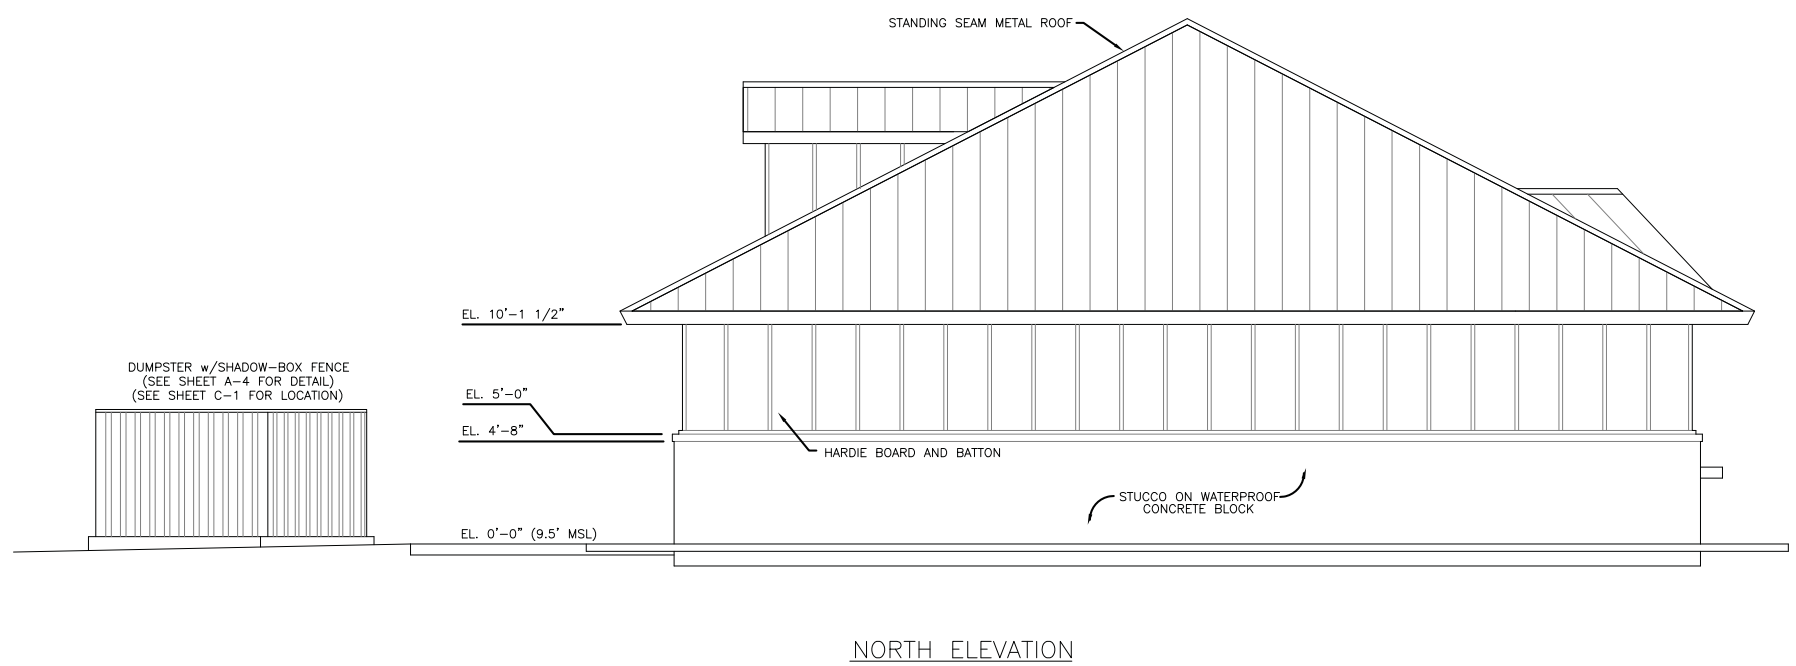 STANDING SEAM METAL ROOF
EL. 10'-1 1/2"
DUMPSTER w/SHADOW-BOX FENCE
(SEE SHEET A-4 FOR DETAIL)
(SEE SHEET C-1 FOR LOCATION)
EL. 5'-0"
EL. 4'-8"
HARDIE BOARD AND BATTON
STUCCO ON WATERPROOF
CONCRETE BLOCK
EL. 0'-0" (9.5' MSL)
NORTH ELEVATION